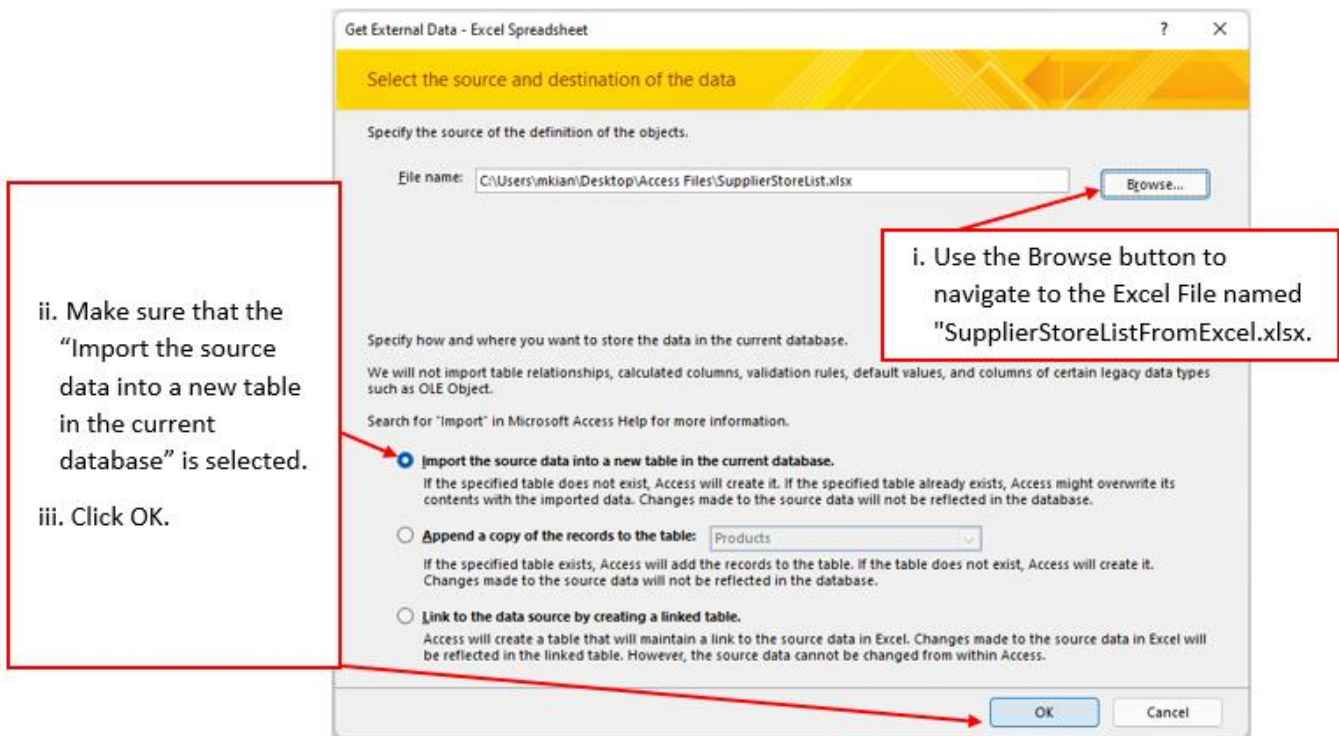 Get External Data - Excel Spreadsheet
? ×
Select the source and destination of the data
Specify the source of the definition of the objects.
File name: C:\Users\mkian\Desktop\Access Files\SupplierStoreList.xlsx Browse...
i. Use the Browse button to
navigate to the Excel File named
"SupplierStoreListFromExcel.xlsx.
ii. Make sure that the
“Import the source
data into a new table
in the current
database” is selected.
iii. Click OK.
Specify how and where you want to store the data in the current database.
We will not import table relationships, calculated columns, validation rules, default values, and columns of certain legacy data types
such as OLE Object.
Search for "Import" in Microsoft Access Help for more information.
Import the source data into a new table in the current database.
If the specified table does not exist, Access will create it. If the specified table already exists, Access might overwrite its
contents with the imported data. Changes made to the source data will not be reflected in the database.
Append a copy of the records to the table: Products
If the specified table exists, Access will add the records to the table. If the table does not exist, Access will create it.
Changes made to the source data will not be reflected in the database.
Link to the data source by creating a linked table.
Access will create a table that will maintain a link to the source data in Excel. Changes made to the source data in Excel will
be reflected in the linked table. However, the source data cannot be changed from within Access.
OK Cancel